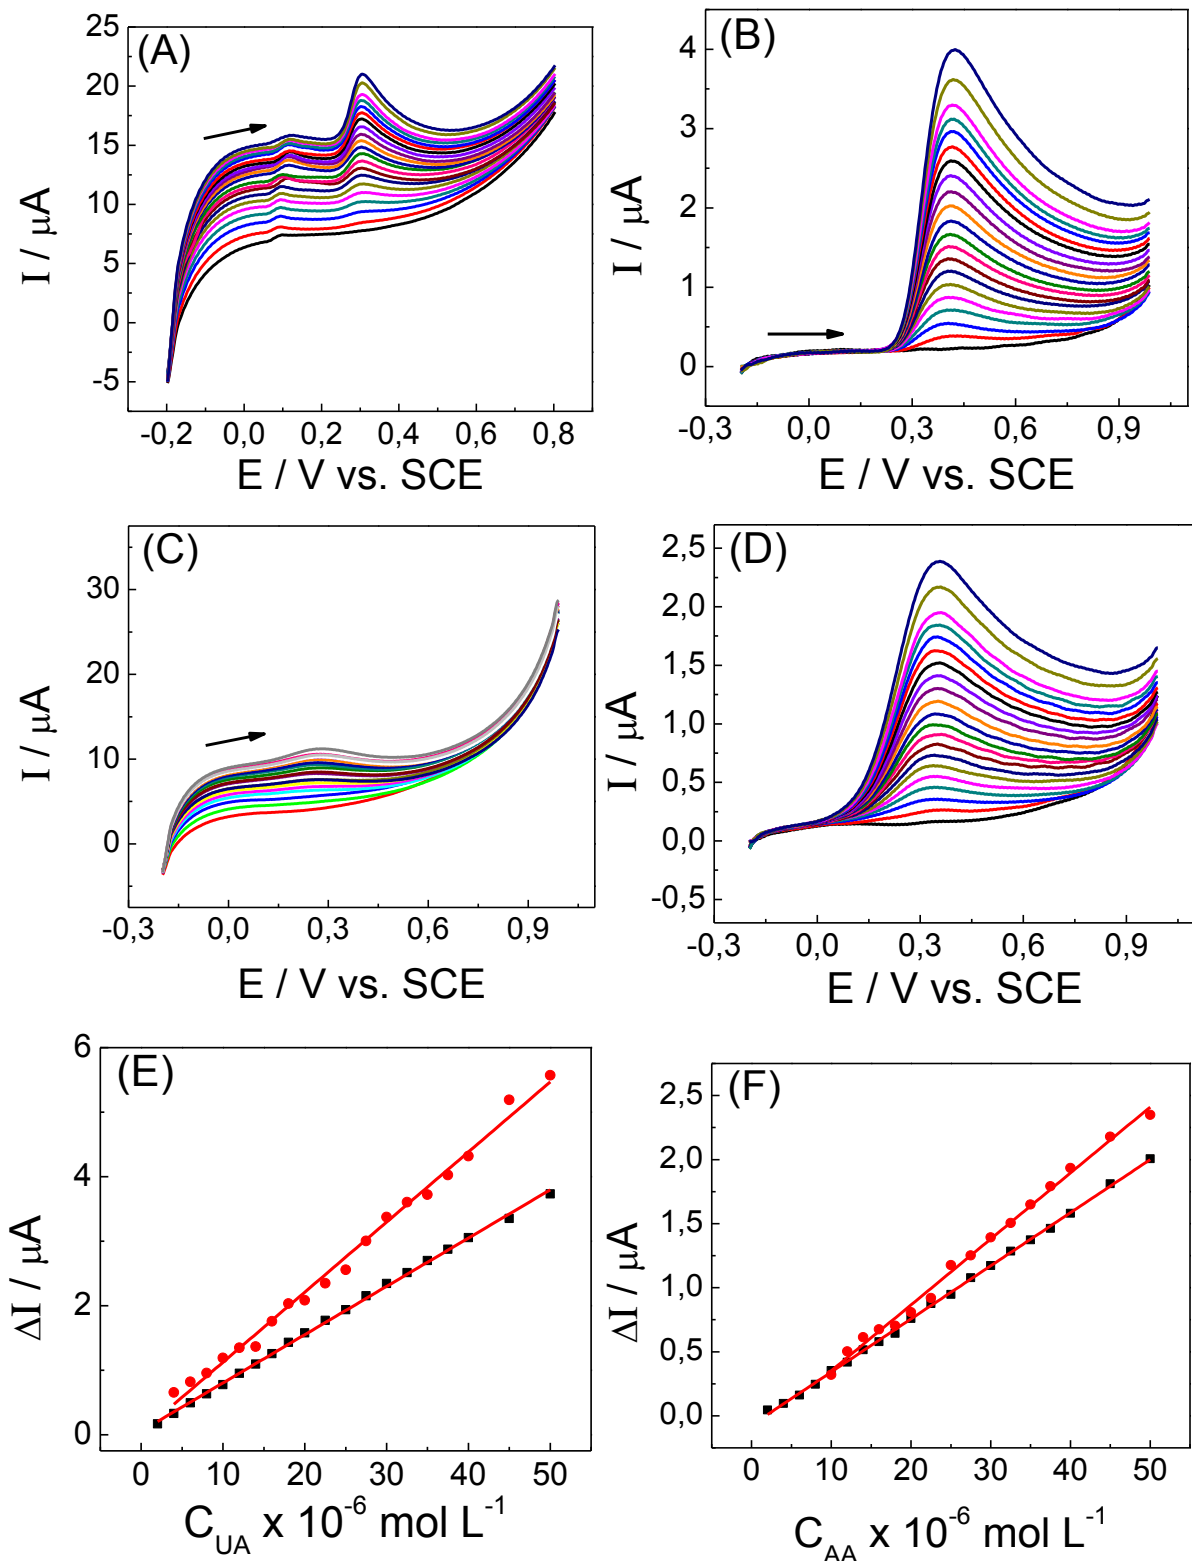 (A)
25
20
15
10
5
0
-5
I / µA
-0,2 0,0 0,2 0,4 0,6 0,8
E / V vs. SCE
(B)
4
3
2
1
0
I / µA
-0,3 0,0 0,3 0,6 0,9
E / V vs. SCE
(C)
30
20
10
0
I / µA
-0,3 0,0 0,3 0,6 0,9
E / V vs. SCE
(D)
2,5
2,0
1,5
1,0
0,5
0,0
-0,5
I / µA
-0,3 0,0 0,3 0,6 0,9
E / V vs. SCE
(E)
6
4
2
0
ΔI / µA
0 10 20 30 40 50
C_UA x 10^-6 mol L^-1
(F)
2,5
2,0
1,5
1,0
0,5
0,0
ΔI / µA
0 10 20 30 40 50
C_AA x 10^-6 mol L^-1